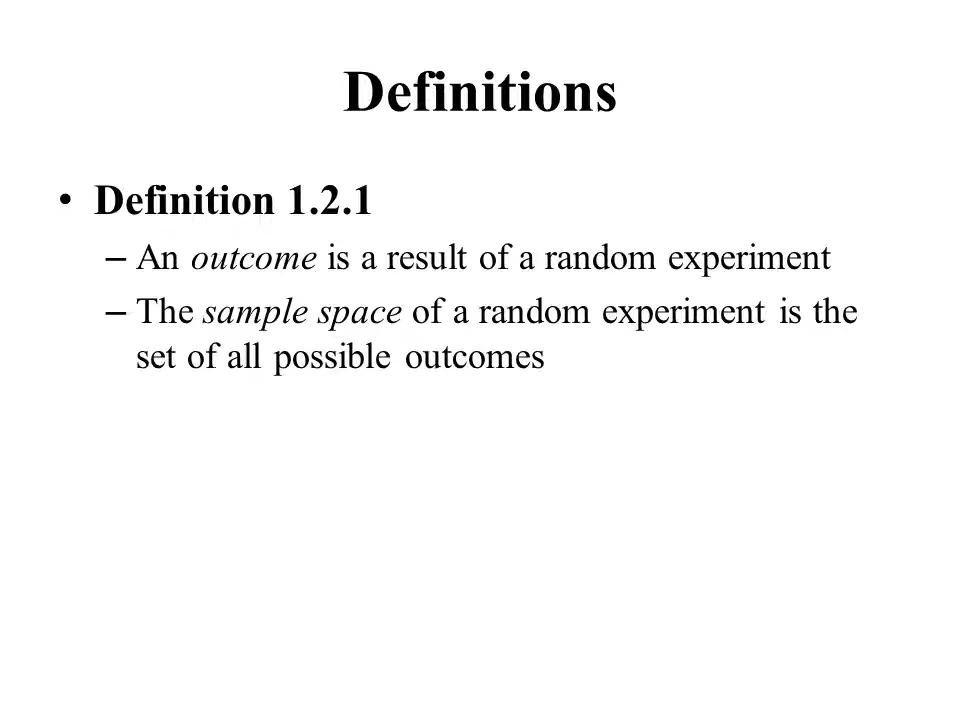 Definitions
• Definition 1.2.1
– An outcome is a result of a random experiment
– The sample space of a random experiment is the
set of all possible outcomes